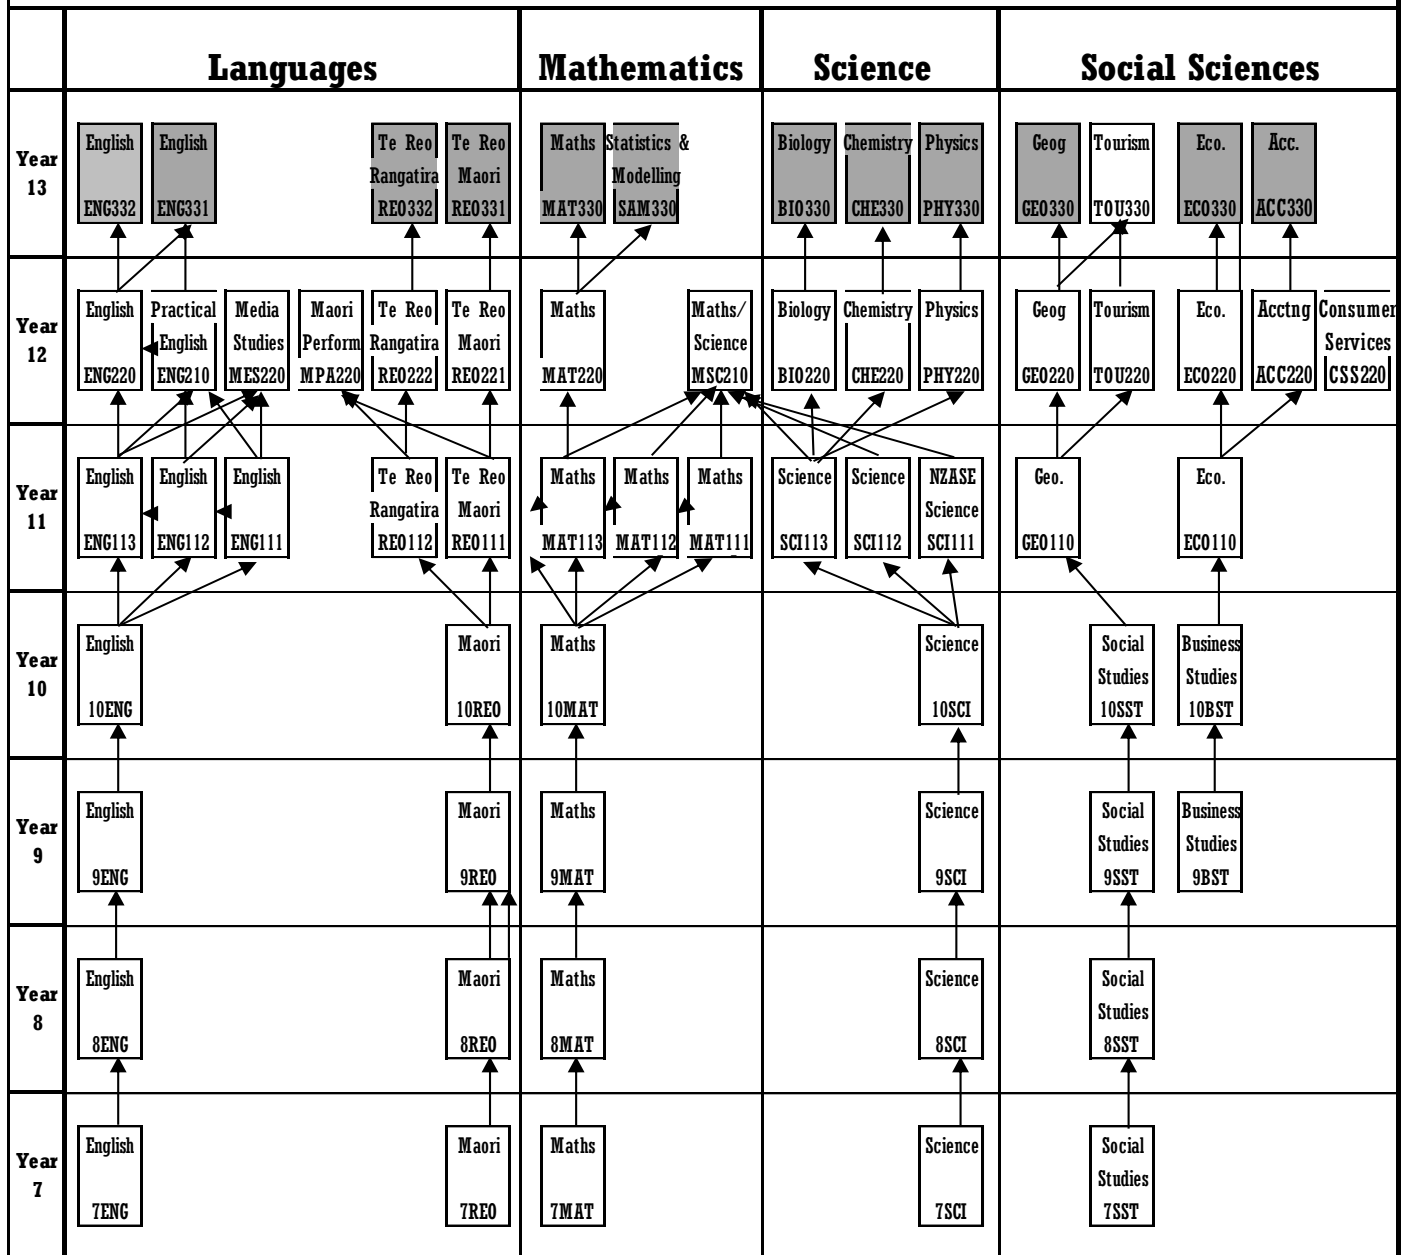 Languages Mathematics Science Social Sciences
Year
13
English
ENG332
English
ENG331
Te Reo
Rangatira
REO332
Te Reo
Maori
REO331
Maths
MAT330
Statistics &
Modelling
SAM330
Biology
BIO330
Chemistry
CHE330
Physics
PHY330
Geog
GEO330
Tourism
TOU330
Eco.
ECO330
Acc.
ACC330
Year
12
English
ENG220
Practical
English
ENG210
Media
Studies
MES220
Maori
Perform
MPA220
Te Reo
Rangatira
REO222
Te Reo
Maori
REO221
Maths
MAT220
Maths/
Science
MSC210
Biology
BIO220
Chemistry
CHE220
Physics
PHY220
Geog
GEO220
Tourism
TOU220
Eco.
ECO220
Acctng
ACC220
Consumer
Services
CSS220
Year
11
English
ENG113
English
ENG112
English
ENG111
Te Reo
Rangatira
REO112
Te Reo
Maori
REO111
Maths
MAT113
Maths
MAT112
Maths
MAT111
Science
SCI113
Science
SCI112
NZASE
Science
SCI111
Geo.
GEO110
Eco.
ECO110
Year
10
English
10ENG
Maori
10REO
Maths
10MAT
Science
10SCI
Social
Studies
10SST
Business
Studies
10BST
Year
9
English
9ENG
Maori
9REO
Maths
9MAT
Science
9SCI
Social
Studies
9SST
Business
Studies
9BST
Year
8
English
8ENG
Maori
8REO
Maths
8MAT
Science
8SCI
Social
Studies
8SST
Year
7
English
7ENG
Maori
7REO
Maths
7MAT
Science
7SCI
Social
Studies
7SST